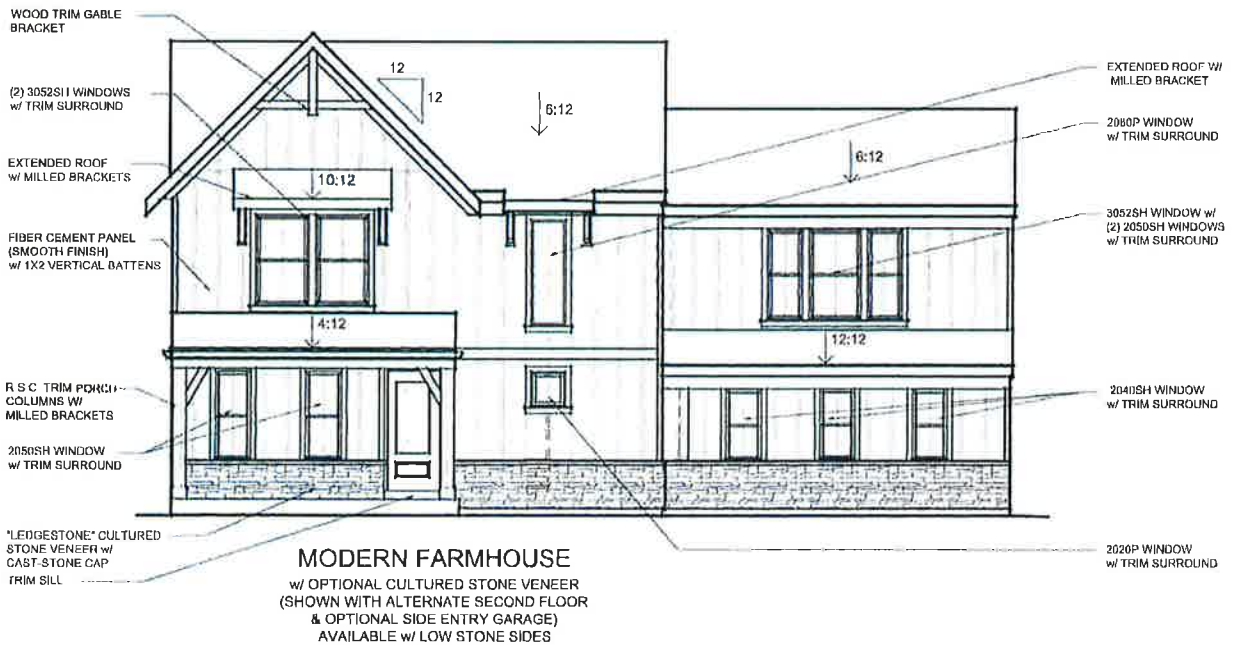 WOOD TRIM GABLE
BRACKET
(2) 3052SH WINDOWS
w/ TRIM SURROUND
EXTENDED ROOF
w/ MILLED BRACKETS
FIBER CEMENT PANEL
(SMOOTH FINISH)
w/ 1X2 VERTICAL BATTENS
R S C TRIM PORCH
COLUMNS W/
MILLED BRACKETS
2050SH WINDOW
w/ TRIM SURROUND
"LEDGESTONE" CULTURED
STONE VENEER w/
CAST-STONE CAP
TRIM SILL
12
12
6:12
10:12
4:12
6:12
12:12
EXTENDED ROOF W/
MILLED BRACKET
2080P WINDOW
w/ TRIM SURROUND
3052SH WINDOW w/
(2) 2050SH WINDOWS
w/ TRIM SURROUND
2040SH WINDOW
w/ TRIM SURROUND
2020P WINDOW
w/ TRIM SURROUND
MODERN FARMHOUSE
w/ OPTIONAL CULTURED STONE VENEER
(SHOWN WITH ALTERNATE SECOND FLOOR
& OPTIONAL SIDE ENTRY GARAGE)
AVAILABLE w/ LOW STONE SIDES